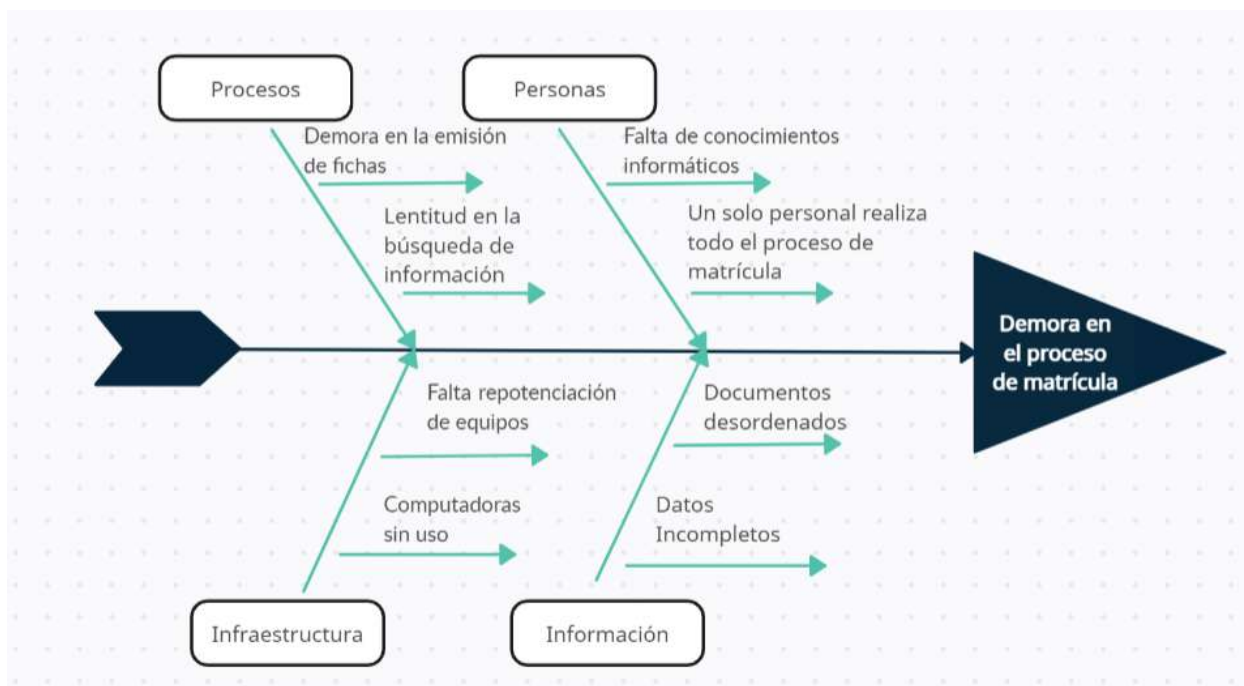 Procesos
Personas
Demora en la emisión
de fichas
Falta de conocimientos
informáticos
Lentitud en la
búsqueda de
información
Un solo personal realiza
todo el proceso de
matrícula
Demora en
el proceso
de matrícula
Falta repotenciación
de equipos
Documentos
desordenados
Computadoras
sin uso
Datos
Incompletos
Infraestructura
Información